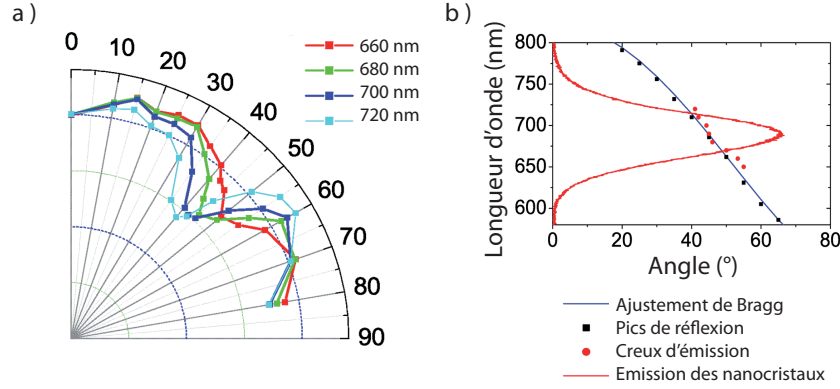 a )
0
10
20
30
40
50
60
70
80
90
660 nm
680 nm
700 nm
720 nm
b )
Longueur d'onde (nm)
800
750
700
650
600
0 20 40 60 80
Angle (°)
Ajustement de Bragg
Pics de réflexion
Creux d'émission
Emission des nanocristaux